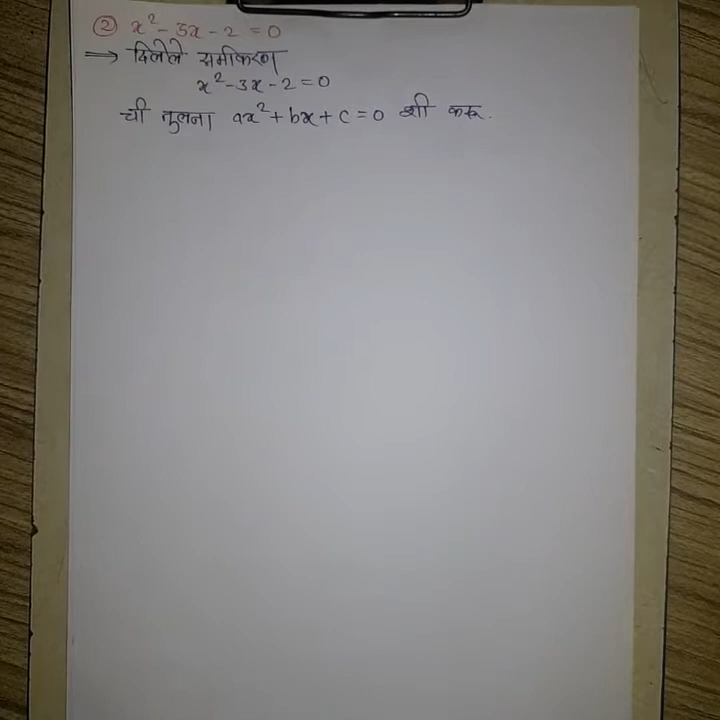 ② x² - 3x - 2 = 0
⟹ दिलेले समीकरण
x² - 3x - 2 = 0
ची तुलना ax² + bx + c = 0 शी करू.